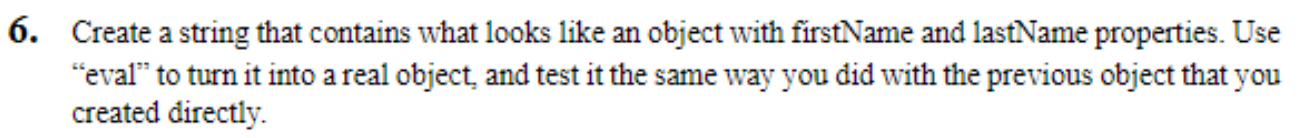 6. Create a string that contains what looks like an object with firstName and lastName properties. Use
“eval” to turn it into a real object, and test it the same way you did with the previous object that you
created directly.